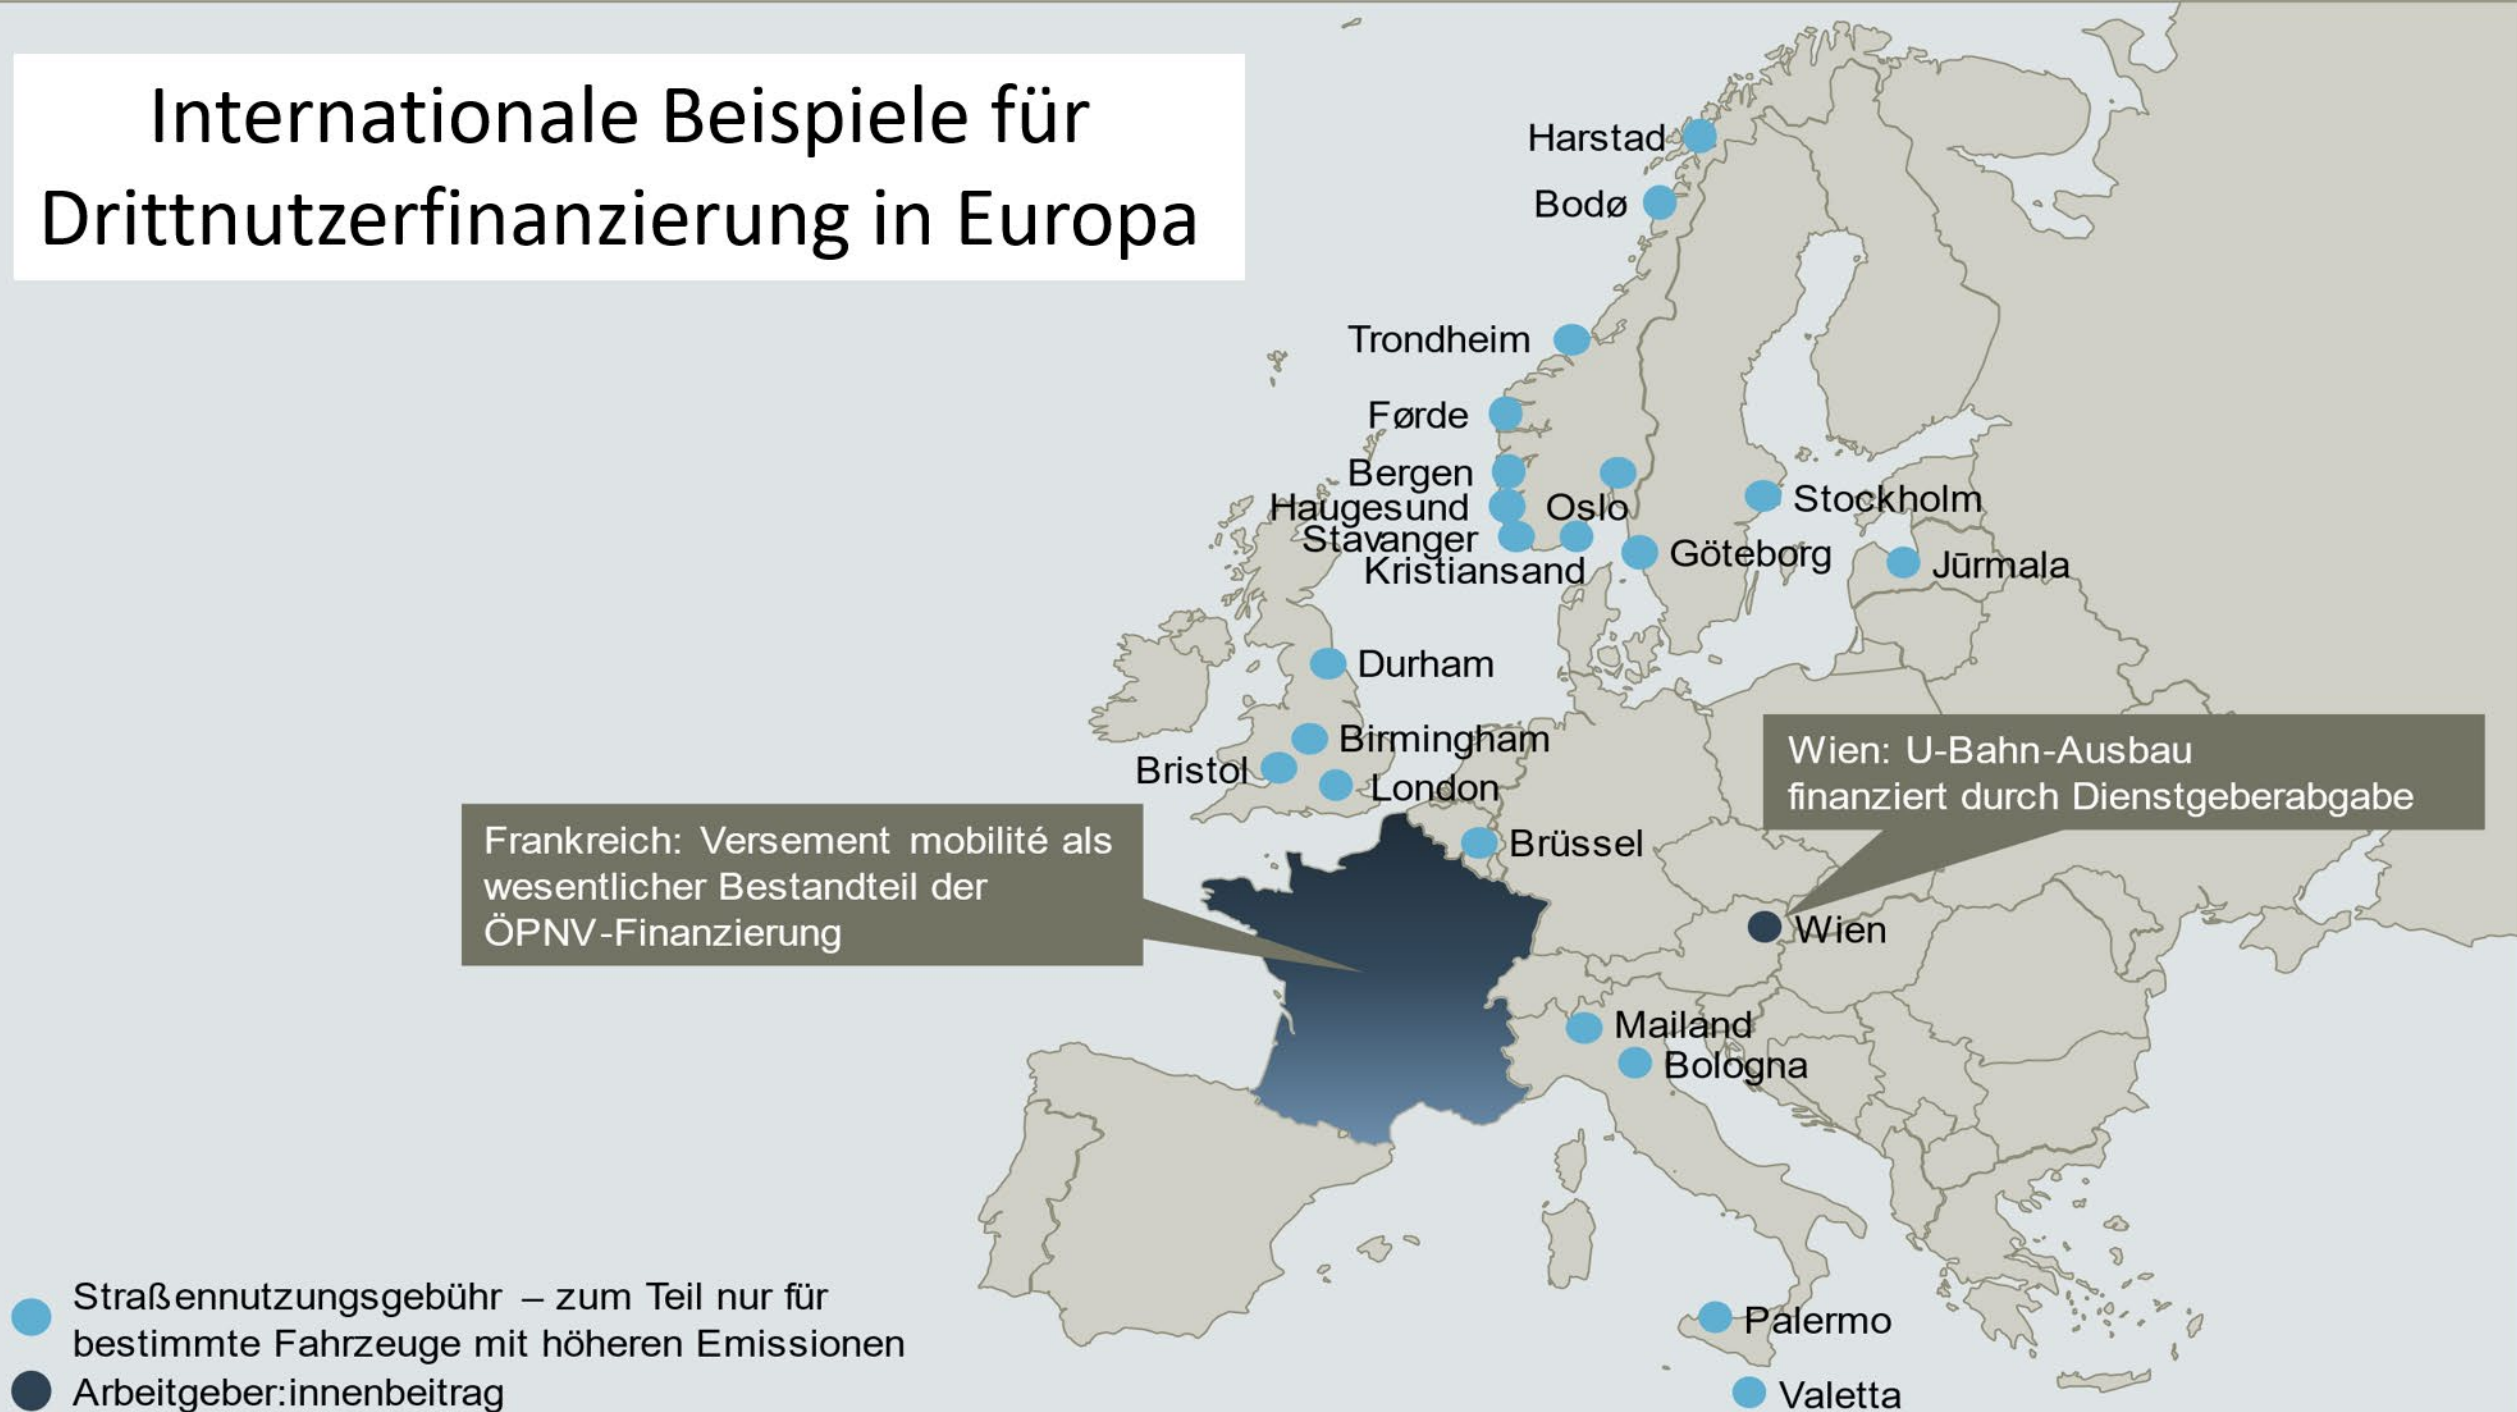 Internationale Beispiele für
Drittnutzerfinanzierung in Europa
Harstad
Bodø
Trondheim
Førde
Bergen
Haugesund
Oslo
Stavanger
Kristiansand
Stockholm
Göteborg
Jūrmala
Durham
Birmingham
Bristol
London
Wien: U-Bahn-Ausbau
finanziert durch Dienstgeberabgabe
Frankreich: Versement mobilité als
wesentlicher Bestandteil der
ÖPNV-Finanzierung
Brüssel
Wien
Mailand
Bologna
Palermo
Valetta
Straßennutzungsgebühr – zum Teil nur für
bestimmte Fahrzeuge mit höheren Emissionen
Arbeitgeber:innenbeitrag